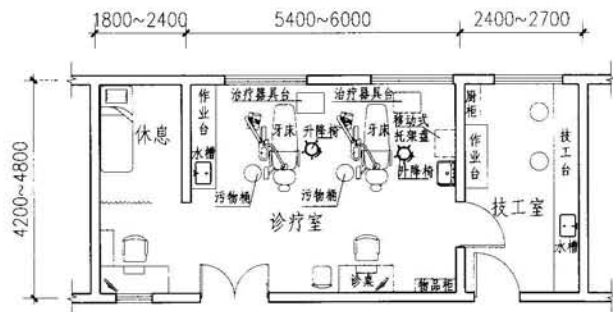 1800~2400
5400~6000
2400~2700
4200~4800
休息
作业台
水槽
治疗器具台
牙床
升降椅
污物桶
治疗器具台
牙床
移动式
托架盘
升降椅
污物桶
诊疗室
诊桌
物品柜
厨柜
作业台
技工台
技工室
水槽